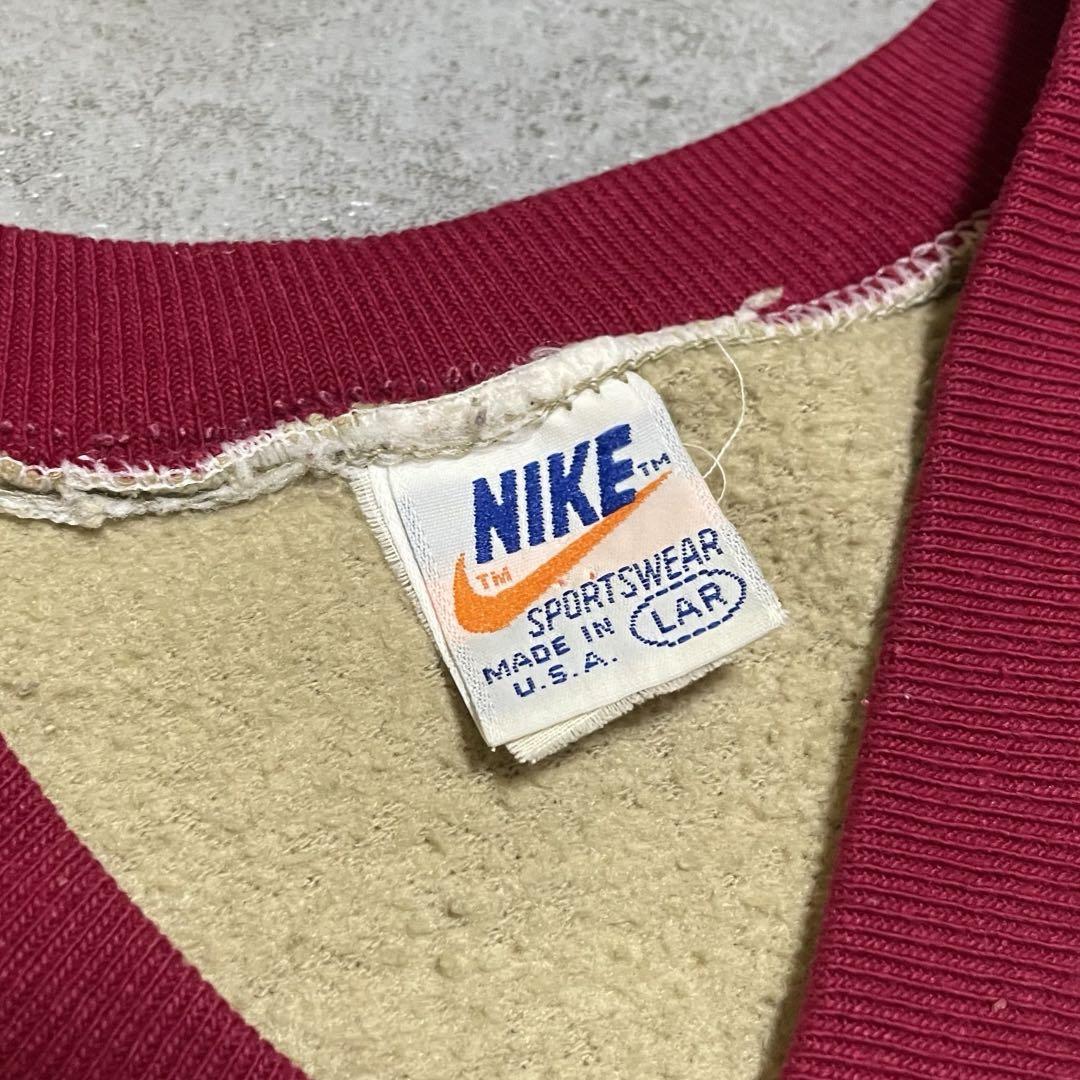 NIKE™
™
SPORTSWEAR
MADE IN
U.S.A.
LAR